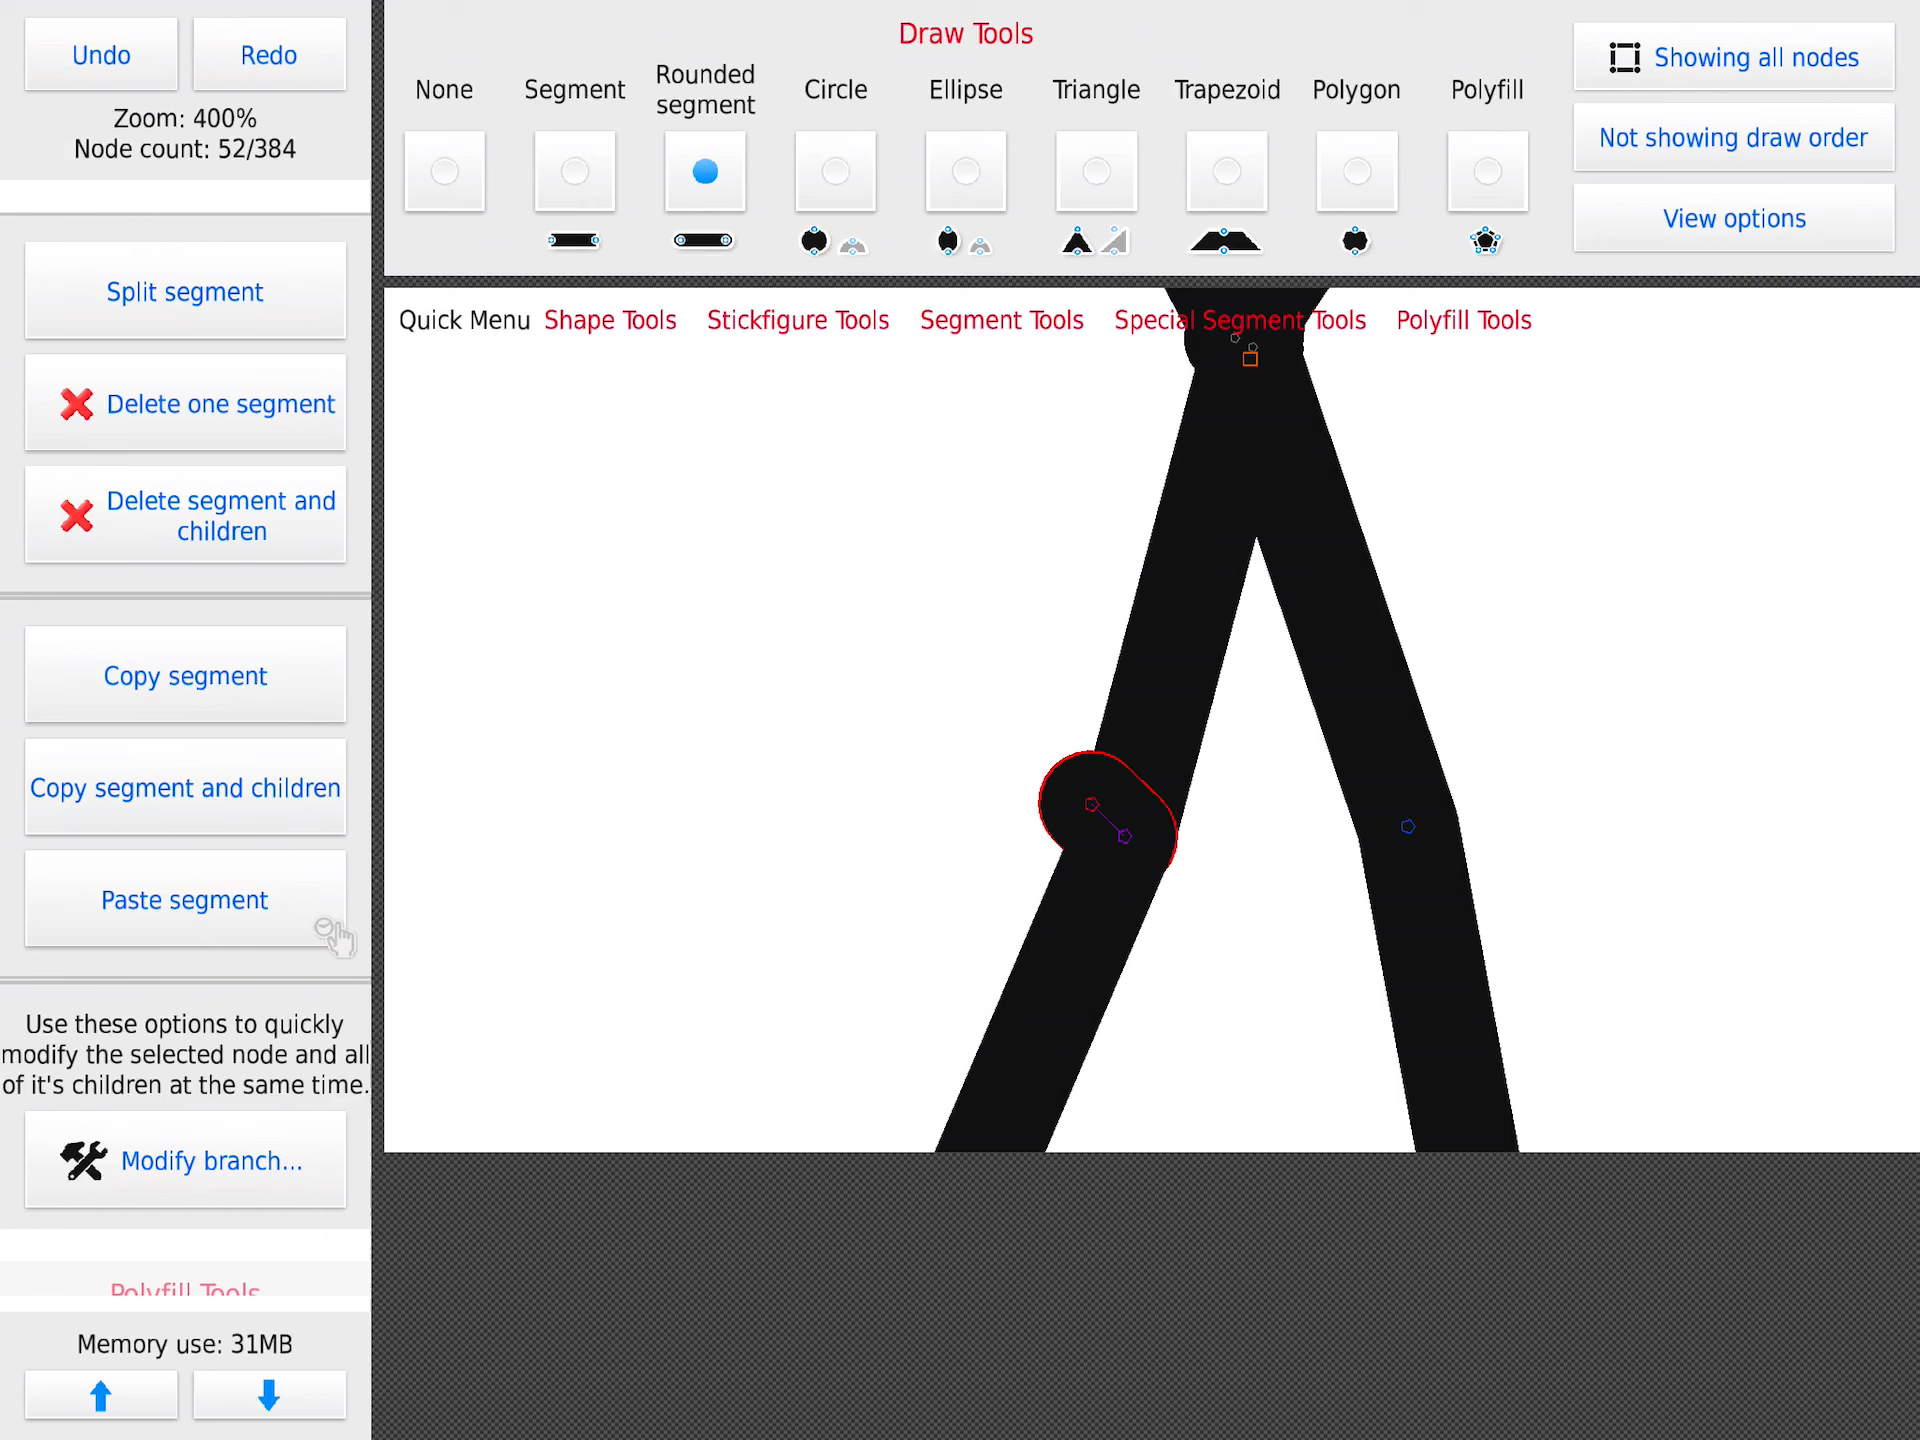 Undo
Redo
Zoom: 400%
Node count: 52/384
Split segment
Delete one segment
Delete segment and
children
Copy segment
Copy segment and children
Paste segment
Use these options to quickly
modify the selected node and all
of it's children at the same time.
Modify branch...
Polyfill Tools
Memory use: 31MB
Draw Tools
None
Segment
Rounded
segment
Circle
Ellipse
Triangle
Trapezoid
Polygon
Polyfill
Showing all nodes
Not showing draw order
View options
Quick Menu
Shape Tools
Stickfigure Tools
Segment Tools
Special Segment Tools
Polyfill Tools